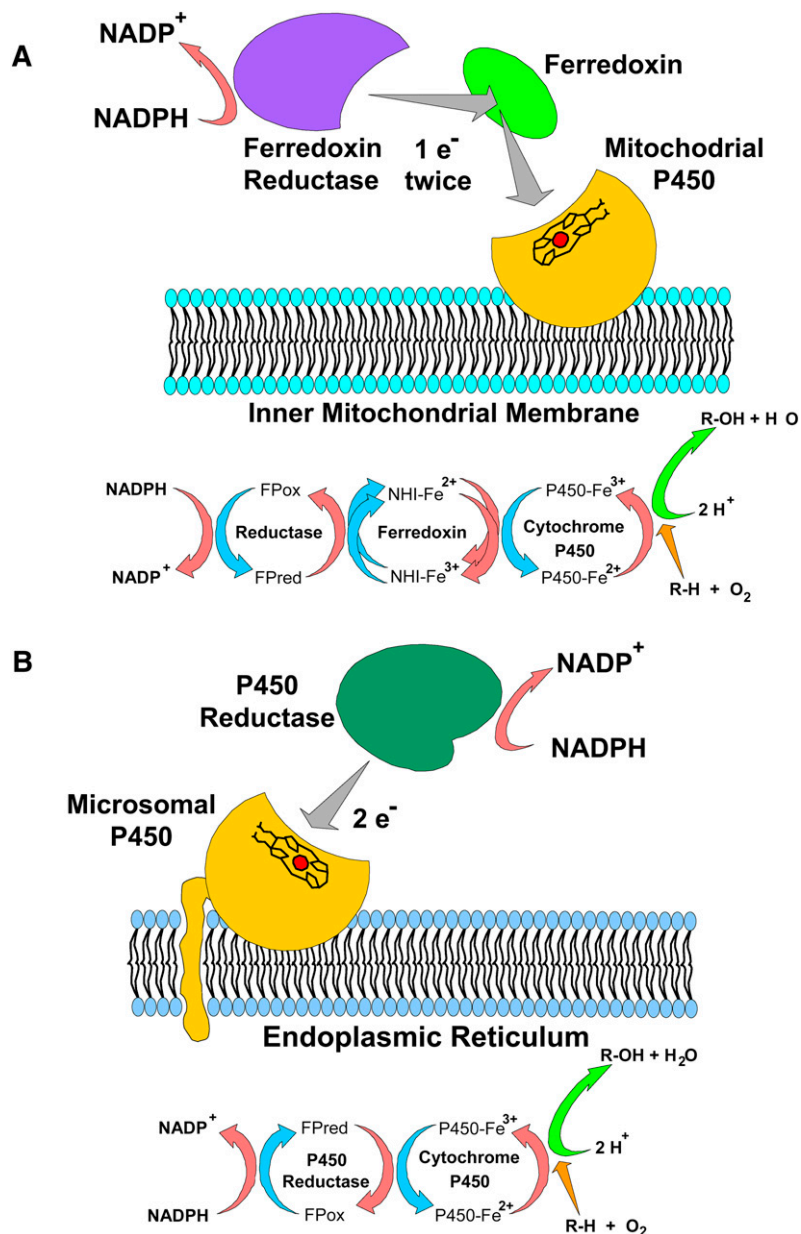 A
NADP+
NADPH
Ferredoxin
Reductase
1 e-
twice
Ferredoxin
Mitochodrial
P450
Inner Mitochondrial Membrane
R-OH + H O
NADPH
FPox
NHI-Fe2+
P450-Fe3+
2 H+
Reductase
Ferredoxin
Cytochrome
P450
NADP+
FPred
NHI-Fe3+
P450-Fe2+
R-H + O2
B
P450
Reductase
NADP+
NADPH
Microsomal
P450
2 e-
Endoplasmic Reticulum
R-OH + H2O
NADP+
FPred
P450-Fe3+
2 H+
P450
Reductase
Cytochrome
P450
NADPH
FPox
P450-Fe2+
R-H + O2